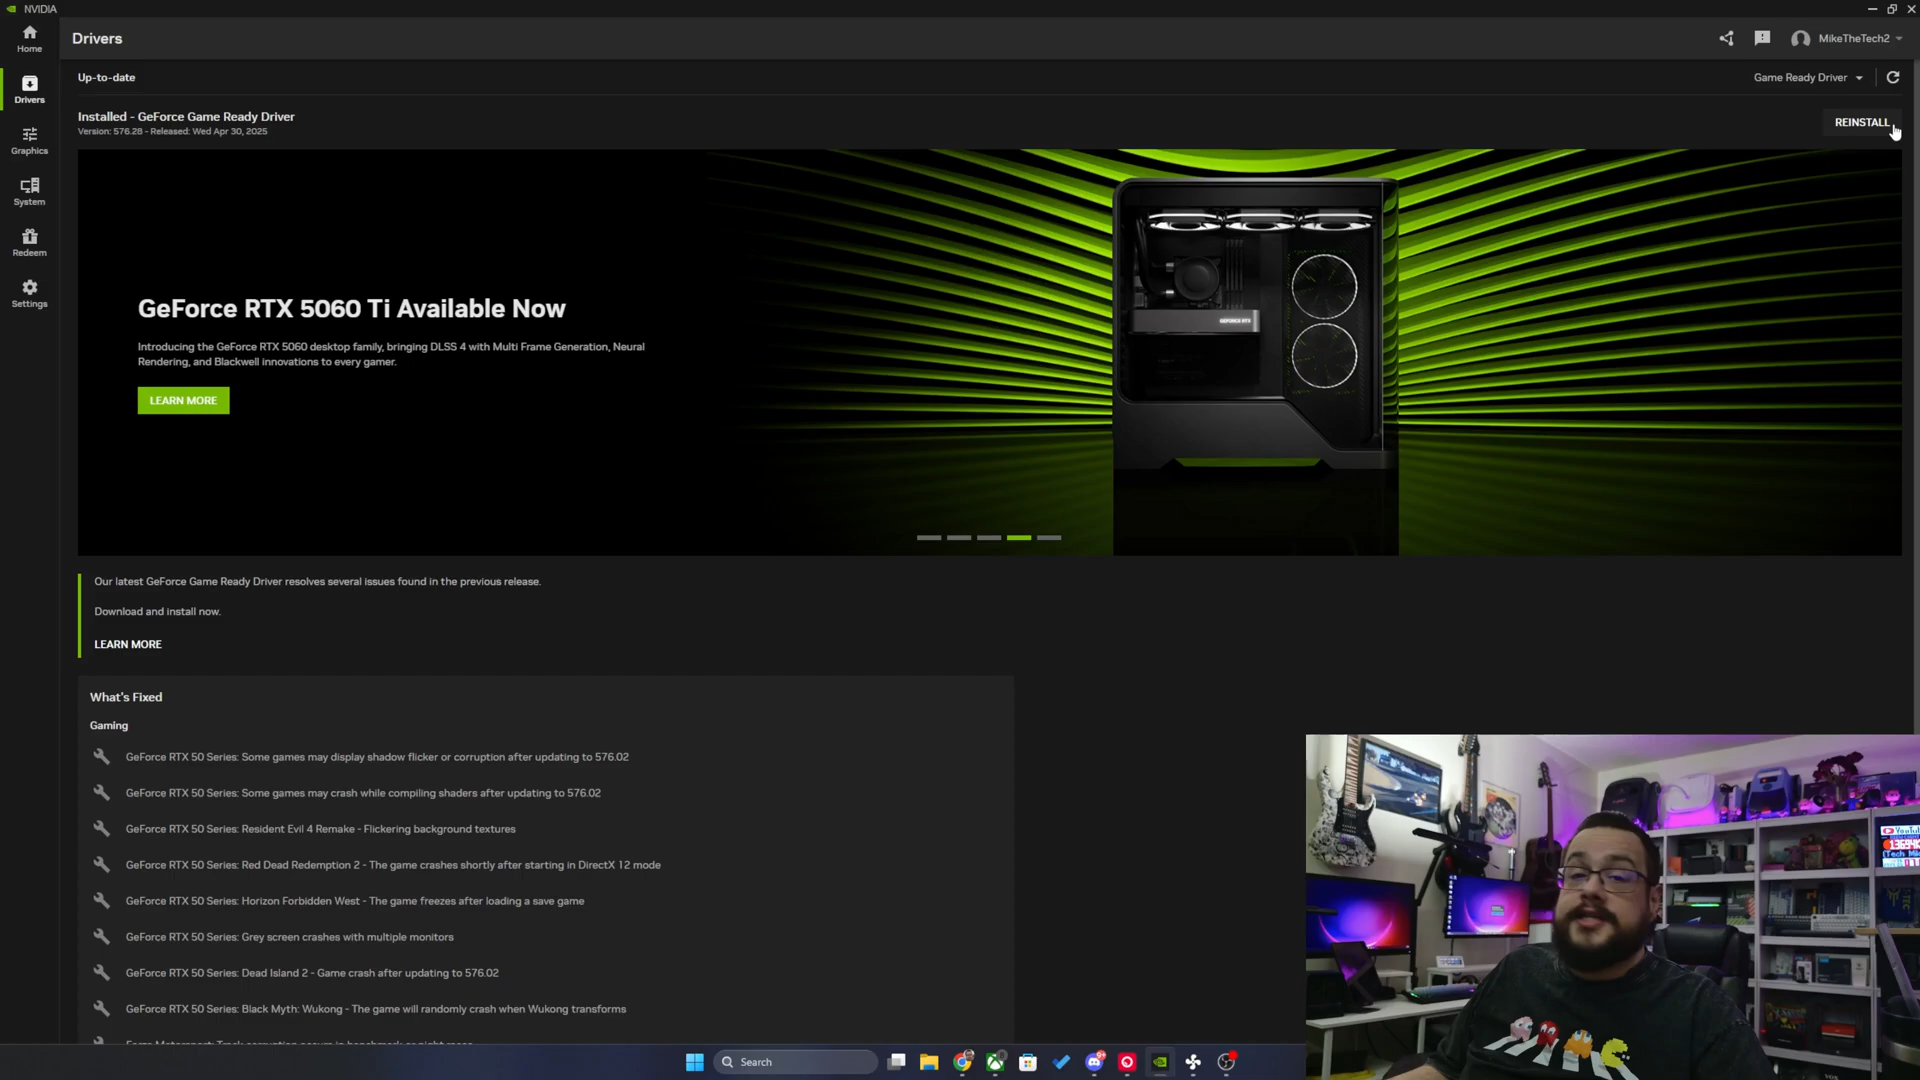 NVIDIA
Home
Drivers
Graphics
System
Redeem
Settings
Drivers
MikeTheTech2
Up-to-date
Game Ready Driver
Installed - GeForce Game Ready Driver
Version: 576.28 - Released: Wed Apr 30, 2025
REINSTALL
GEFORCE RTX
GeForce RTX 5060 Ti Available Now
Introducing the GeForce RTX 5060 desktop family, bringing DLSS 4 with Multi Frame Generation, Neural
Rendering, and Blackwell innovations to every gamer.
LEARN MORE
Our latest GeForce Game Ready Driver resolves several issues found in the previous release.
Download and install now.
LEARN MORE
What's Fixed
Gaming
GeForce RTX 50 Series: Some games may display shadow flicker or corruption after updating to 576.02
GeForce RTX 50 Series: Some games may crash while compiling shaders after updating to 576.02
GeForce RTX 50 Series: Resident Evil 4 Remake - Flickering background textures
GeForce RTX 50 Series: Red Dead Redemption 2 - The game crashes shortly after starting in DirectX 12 mode
GeForce RTX 50 Series: Horizon Forbidden West - The game freezes after loading a save game
GeForce RTX 50 Series: Grey screen crashes with multiple monitors
GeForce RTX 50 Series: Dead Island 2 - Game crash after updating to 576.02
GeForce RTX 50 Series: Black Myth: Wukong - The game will randomly crash when Wukong transforms
YouTub
Search